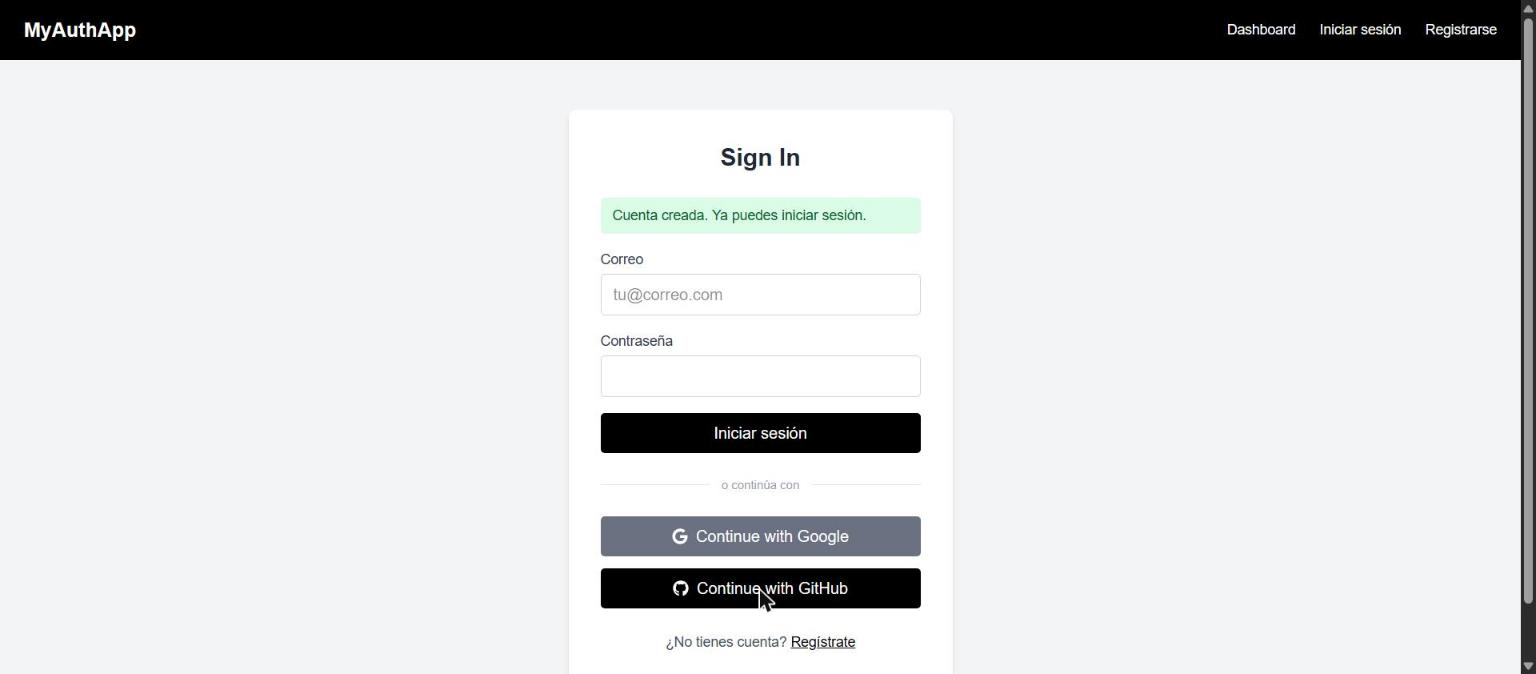 MyAuthApp
Dashboard Iniciar sesión Registrarse
Sign In
Cuenta creada. Ya puedes iniciar sesión.
Correo
tu@correo.com
Contraseña
Iniciar sesión
o continúa con
Continue with Google
Continue with GitHub
¿No tienes cuenta? Regístrate